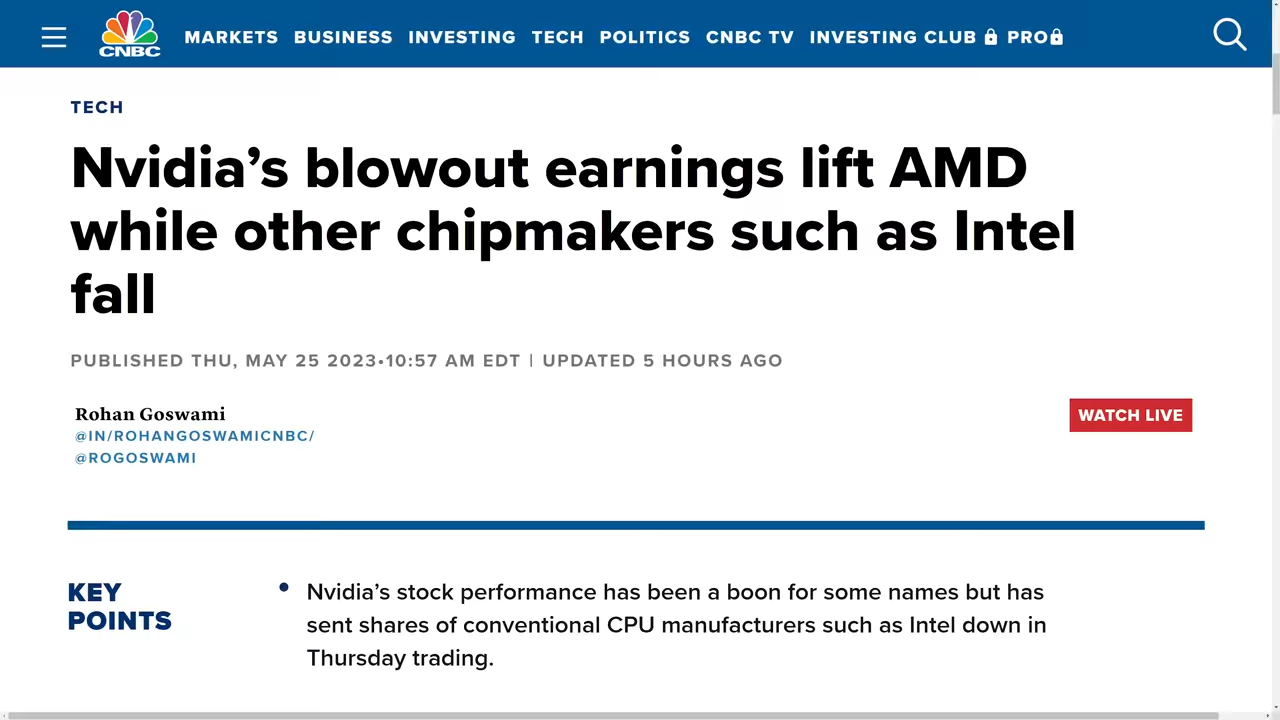 CNBC
MARKETS BUSINESS INVESTING TECH POLITICS CNBC TV INVESTING CLUB PRO
TECH
Nvidia’s blowout earnings lift AMD
while other chipmakers such as Intel
fall
PUBLISHED THU, MAY 25 2023•10:57 AM EDT | UPDATED 5 HOURS AGO
Rohan Goswami
@IN/ROHANGOSWAMICNBC/
@ROGOSWAMI
WATCH LIVE
KEY
POINTS
• Nvidia’s stock performance has been a boon for some names but has
sent shares of conventional CPU manufacturers such as Intel down in
Thursday trading.